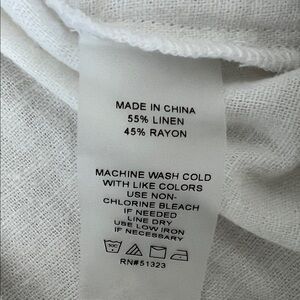 MADE IN CHINA
55% LINEN
45% RAYON
MACHINE WASH COLD
WITH LIKE COLORS
USE NON-
CHLORINE BLEACH
IF NEEDED
LINE DRY
USE LOW IRON
IF NECESSARY
RN#51323